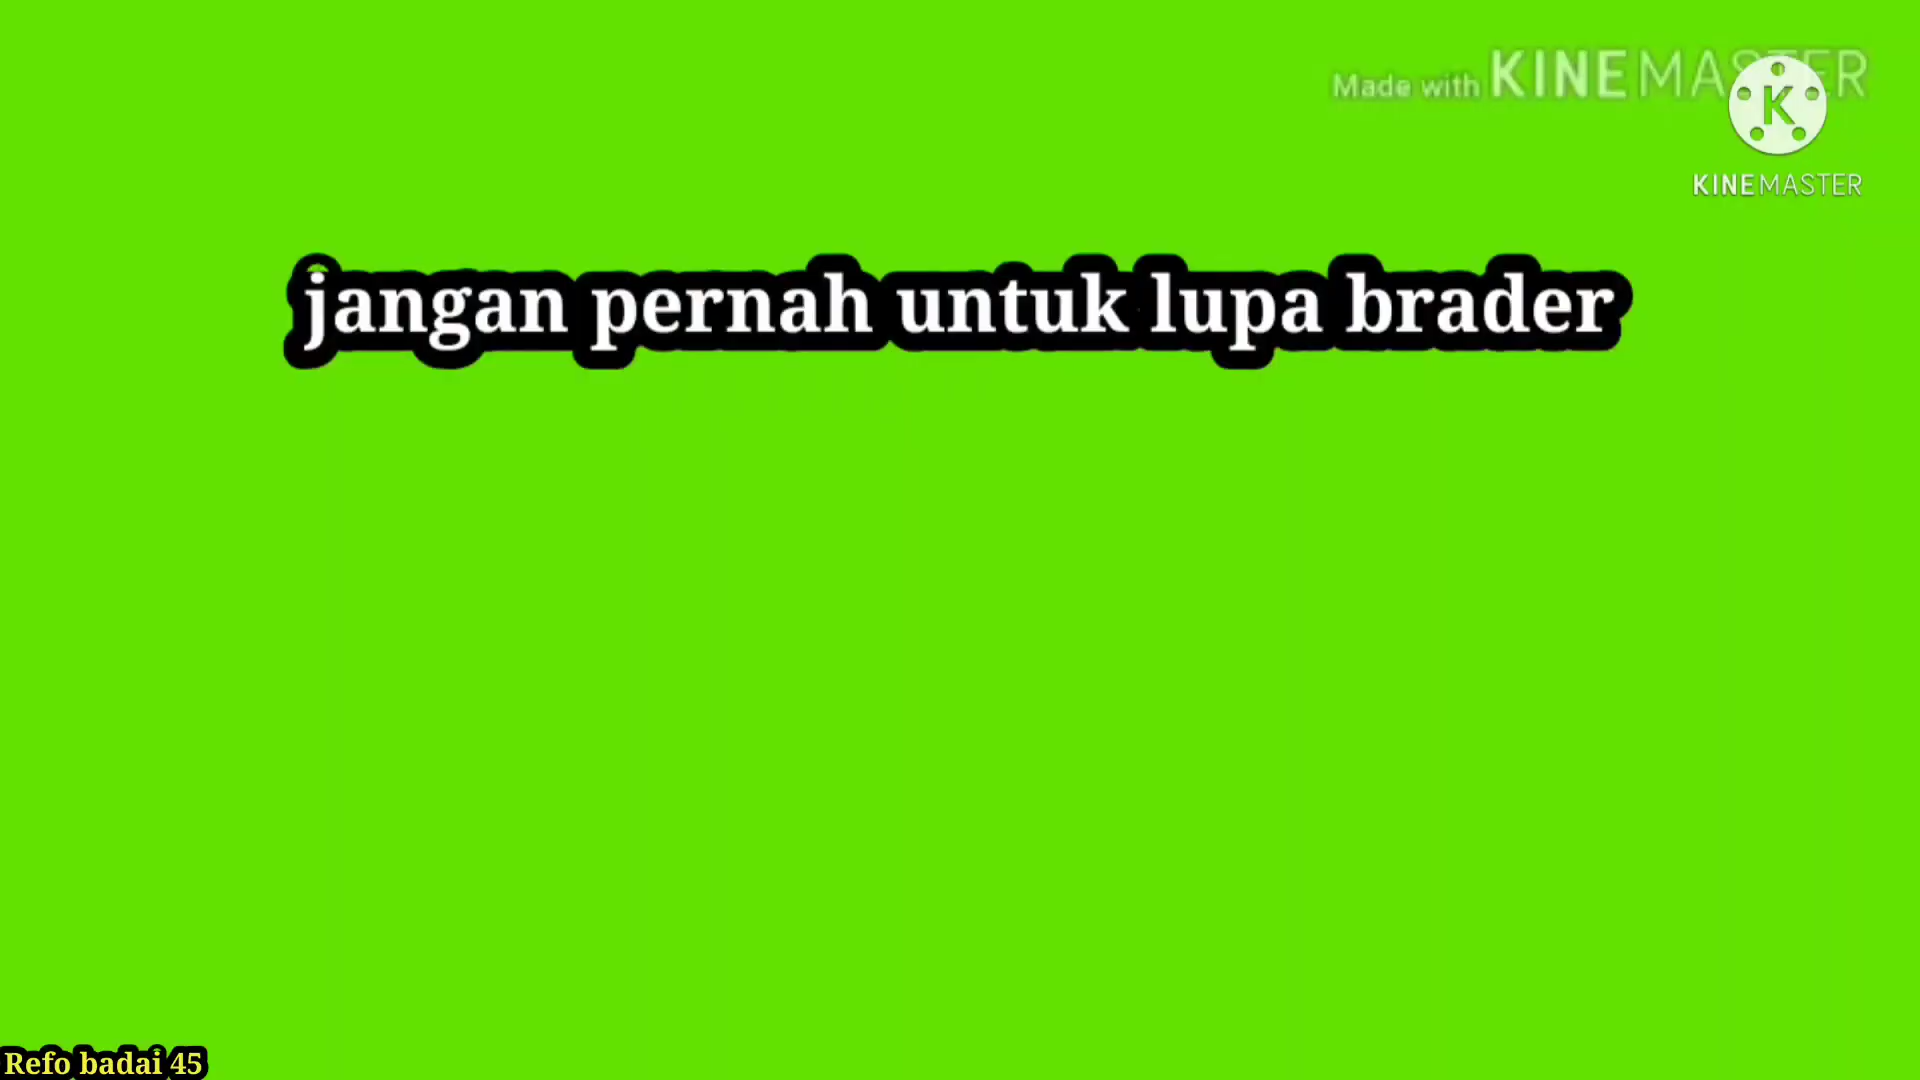 Made with KINEMASTER
K
KINEMASTER
jangan pernah untuk lupa brader
Refo badai 45